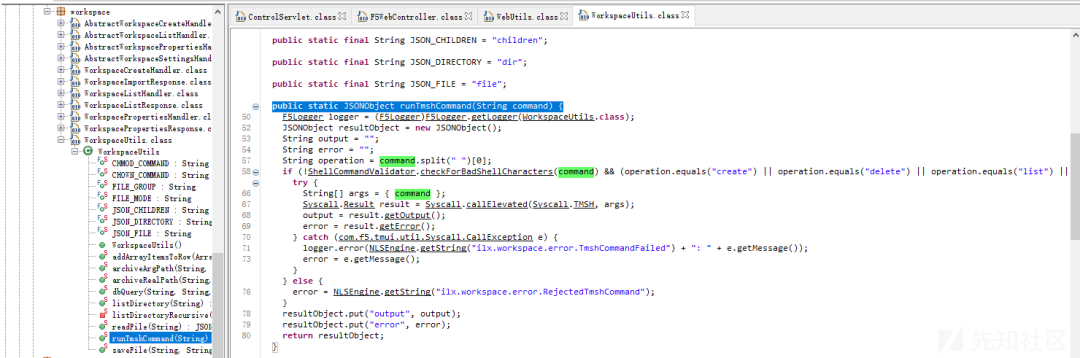 workspace
AbstractWorkspaceCreateHandler
AbstractWorkspaceListHandler.c
AbstractWorkspacePropertiesHa
AbstractWorkspaceSettingsHand
WorkspaceCreateHandler.class
WorkspaceImportResponse.class
WorkspaceListHandler.class
WorkspaceListResponse.class
WorkspacePropertiesHandler.cl
WorkspacePropertiesResponse.c
WorkspaceUtils.class
WorkspaceUtils
CHMOD_COMMAND : String
CHOWN_COMMAND : String
FILE_GROUP : String
FILE_MODE : String
JSON_CHILDREN : String
JSON_DIRECTORY : String
JSON_FILE : String
WorkspaceUtils()
addArrayItemsToRow(Arra
archiveArgPath(String,
archiveRealPath(String,
dbQuery(String, String,
listDirectory(String) :
listDirectoryRecursive(
readFile(String) : JSO
runTmshCommand(String)
saveFile(String, String
ControlServlet.class
F5WebController.class
WebUtils.class
WorkspaceUtils.class
public static final String JSON_CHILDREN = "children";
public static final String JSON_DIRECTORY = "dir";
public static final String JSON_FILE = "file";
public static JSONObject runTmshCommand(String command) {
50 F5Logger logger = (F5Logger)F5Logger.getLogger(WorkspaceUtils.class);
52 JSONObject resultObject = new JSONObject();
53 String output = "";
54 String error = "";
57 String operation = command.split(" ")[0];
58 if (!ShellCommandValidator.checkForBadShellCharacters(command) && (operation.equals("create") || operation.equals("delete") || operation.equals("list") ||
try {
66 String[] args = { command };
67 Syscall.Result result = Syscall.callElevated(Syscall.TMSH, args);
68 output = result.getOutput();
69 error = result.getError();
70 } catch (com.f5.tmui.util.Syscall.CallException e) {
71 logger.error(NLSEngine.getString("ilx.workspace.error.TmshCommandFailed") + ": " + e.getMessage());
73 error = e.getMessage();
}
} else {
76 error = NLSEngine.getString("ilx.workspace.error.RejectedTmshCommand");
}
78 resultObject.put("output", output);
79 resultObject.put("error", error);
80 return resultObject;
}
先知社区